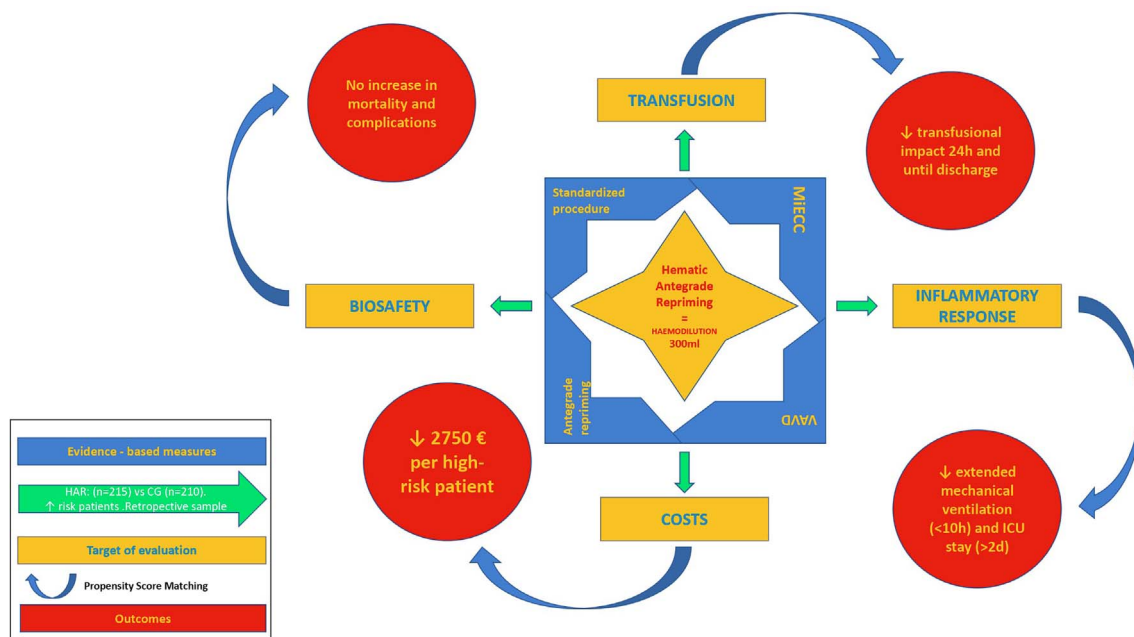 No increase in
mortality and
complications
TRANSFUSION
↓ transfusional
impact 24h and
until discharge
Standardized
procedure
MiECC
Hematic
Antegrade
Repriming
=
HAEMODILUTION
300ml
BIOSAFETY
INFLAMMATORY
RESPONSE
Antegrade
repriming
VAVD
↓ 2750 €
per high-
risk patient
COSTS
↓ extended
mechanical
ventilation
(<10h) and ICU
stay (>2d)
Evidence - based measures
HAR: (n=215) vs CG (n=210).
↑ risk patients .Retropective sample
Target of evaluation
Propensity Score Matching
Outcomes